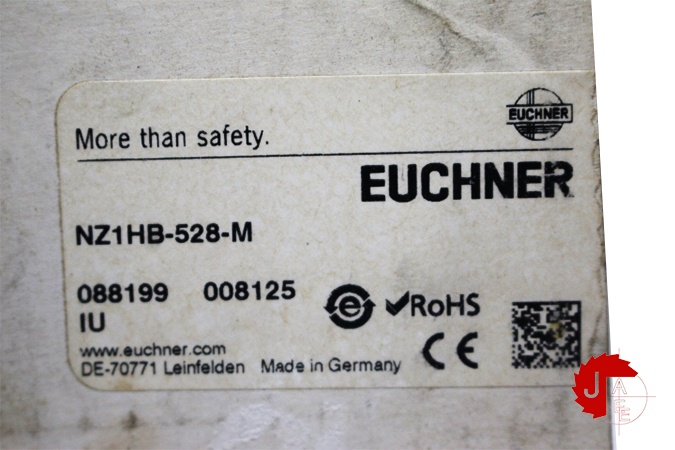 EUCHNER
More than safety.
EUCHNER
NZ1HB-528-M
088199 008125
IU
e RoHS
www.euchner.com
DE-70771 Leinfelden Made in Germany
CE